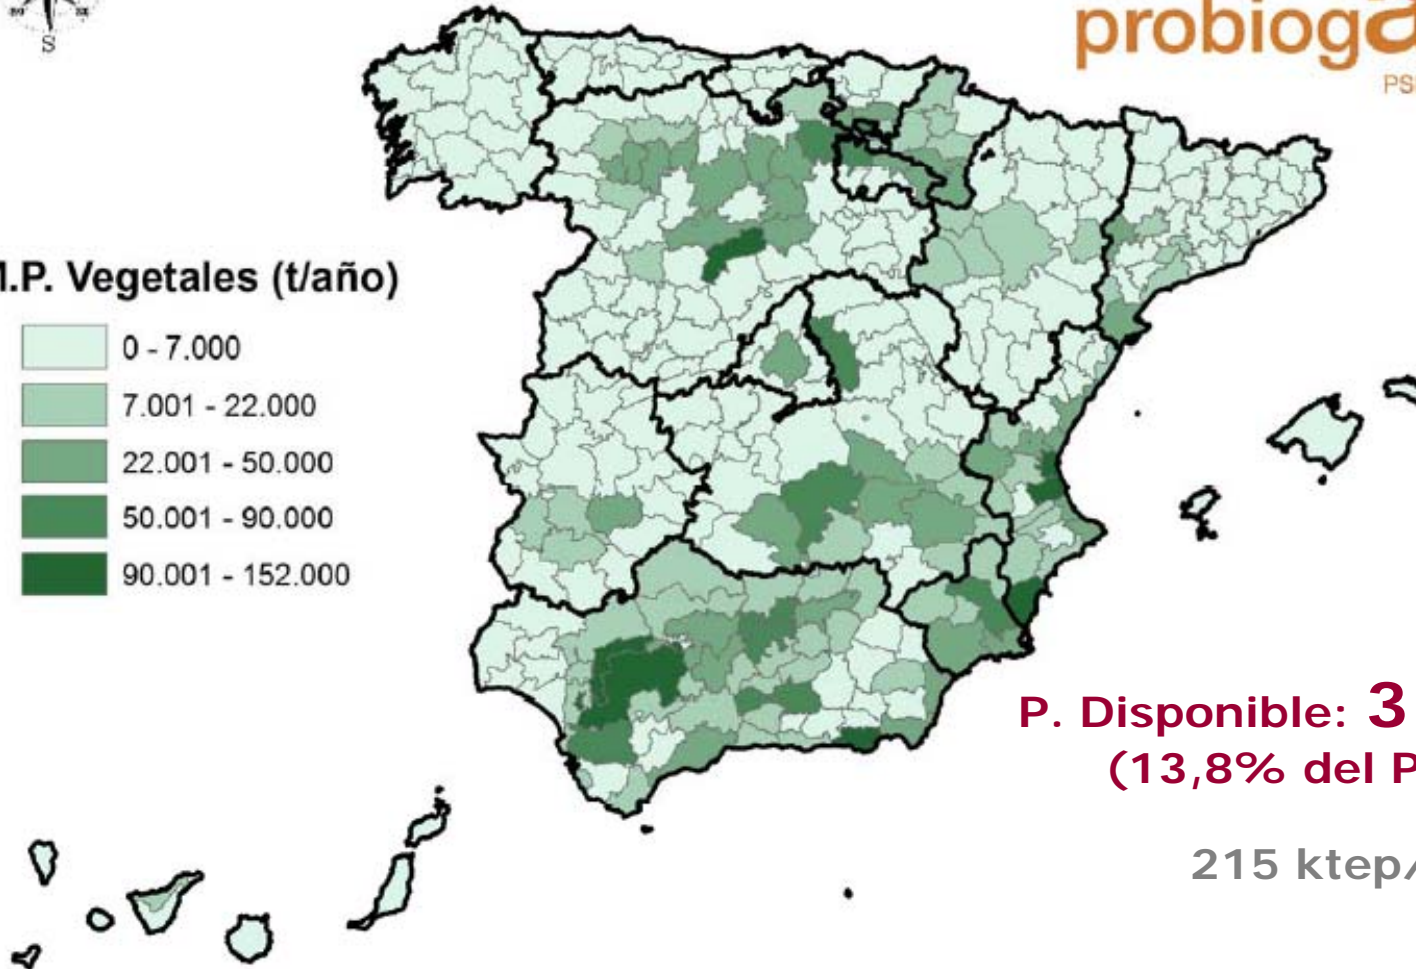 S
probiogá
PS
M.P. Vegetales (t/año)
0 - 7.000
7.001 - 22.000
22.001 - 50.000
50.001 - 90.000
90.001 - 152.000
P. Disponible: 3
(13,8% del P
215 ktep/